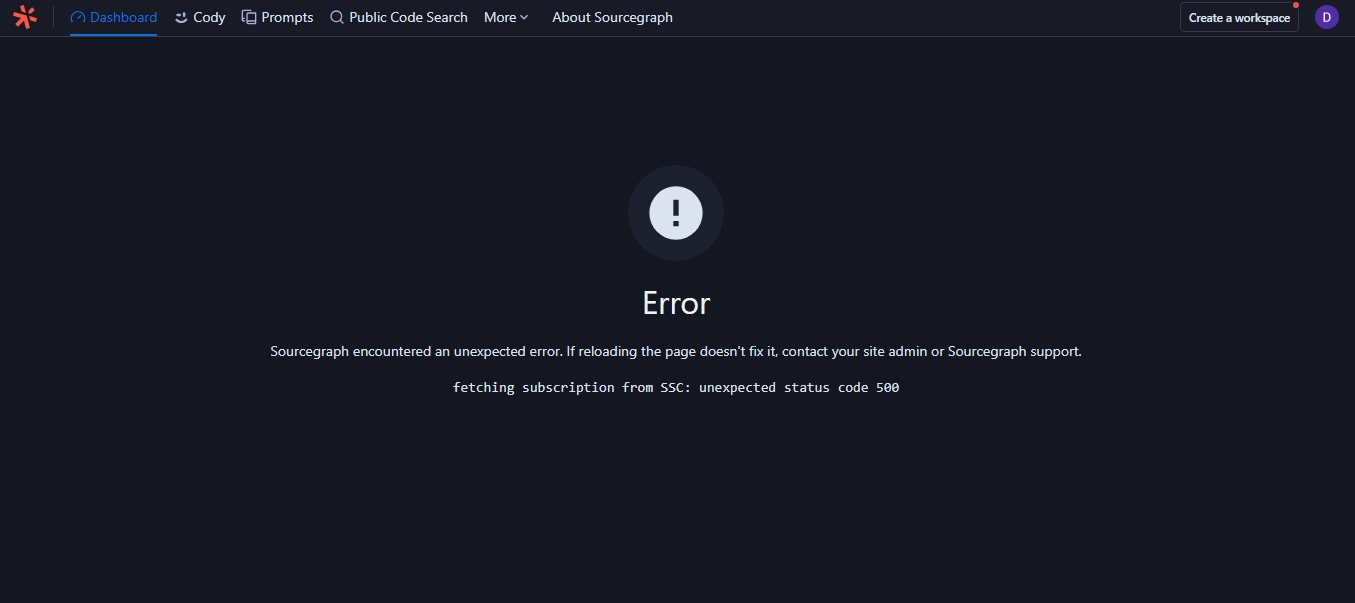 Dashboard Cody Prompts Public Code Search More About Sourcegraph Create a workspace D
Error
Sourcegraph encountered an unexpected error. If reloading the page doesn't fix it, contact your site admin or Sourcegraph support.
fetching subscription from SSC: unexpected status code 500